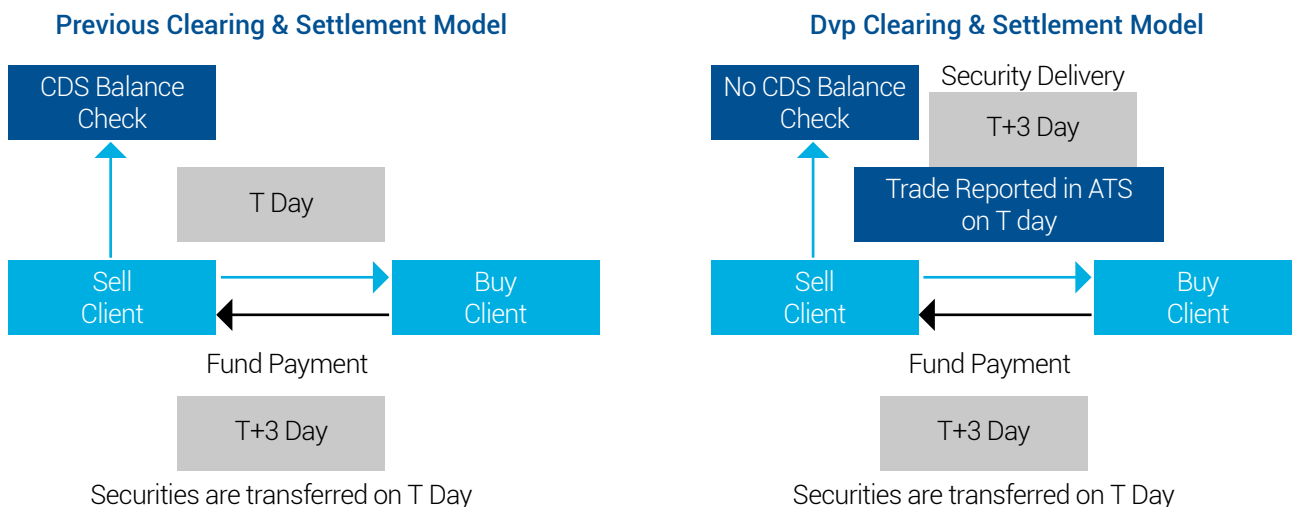 Previous Clearing & Settlement Model
CDS Balance
Check
T Day
Sell
Client
Buy
Client
Fund Payment
T+3 Day
Securities are transferred on T Day
Dvp Clearing & Settlement Model
No CDS Balance
Check
Security Delivery
T+3 Day
Trade Reported in ATS
on T day
Sell
Client
Buy
Client
Fund Payment
T+3 Day
Securities are transferred on T Day